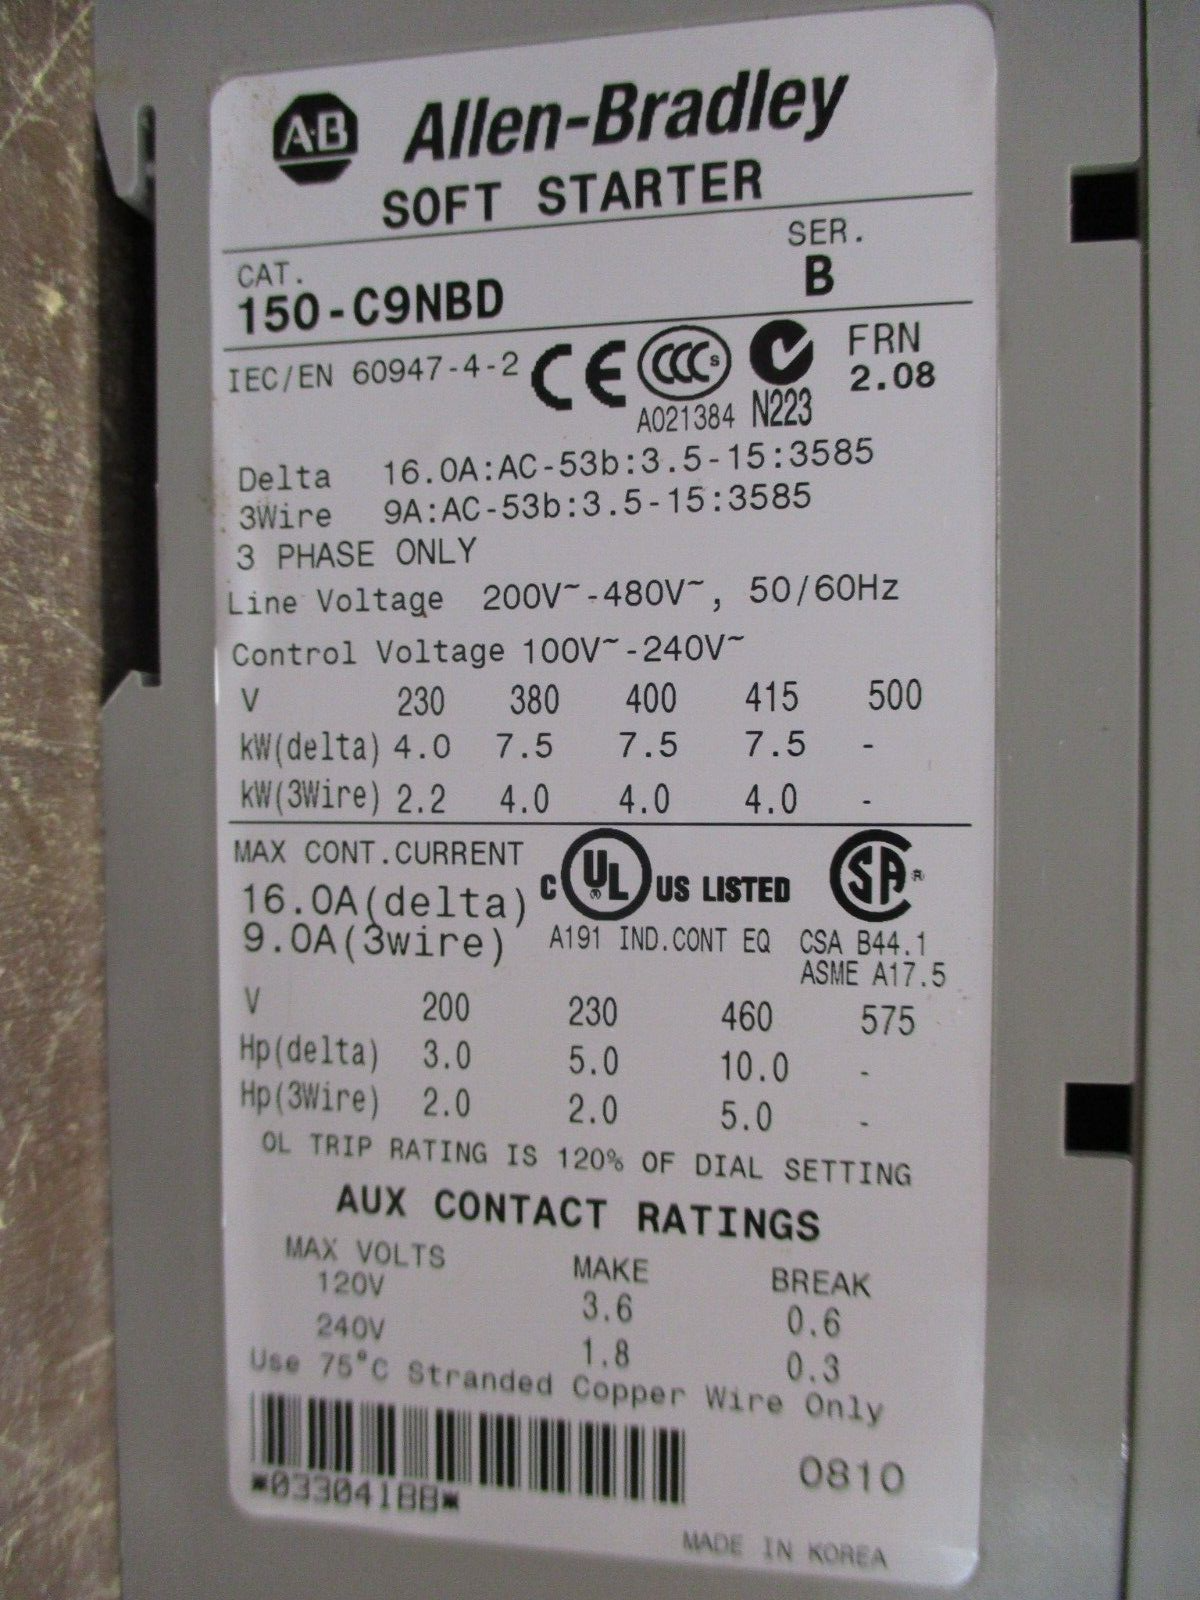 A·B Allen-Bradley
SOFT STARTER
CAT. SER.
150-C9NBD B
IEC/EN 60947-4-2 CE CCC S FRN
A021384 N223 2.08
Delta 16.0A:AC-53b:3.5-15:3585
3Wire 9A:AC-53b:3.5-15:3585
3 PHASE ONLY
Line Voltage 200V~-480V~, 50/60Hz
Control Voltage 100V~-240V~
V 230 380 400 415 500
kW(delta) 4.0 7.5 7.5 7.5 -
kW(3Wire) 2.2 4.0 4.0 4.0 -
MAX CONT.CURRENT
16.0A(delta) C UL ® US LISTED SA ®
9.0A(3wire) A191 IND.CONT EQ CSA B44.1
ASME A17.5
V 200 230 460 575
Hp(delta) 3.0 5.0 10.0 -
Hp(3Wire) 2.0 2.0 5.0 -
OL TRIP RATING IS 120% OF DIAL SETTING
AUX CONTACT RATINGS
MAX VOLTS MAKE BREAK
120V 3.6 0.6
240V 1.8 0.3
Use 75°C Stranded Copper Wire Only
*033041BB* 0810
MADE IN KOREA